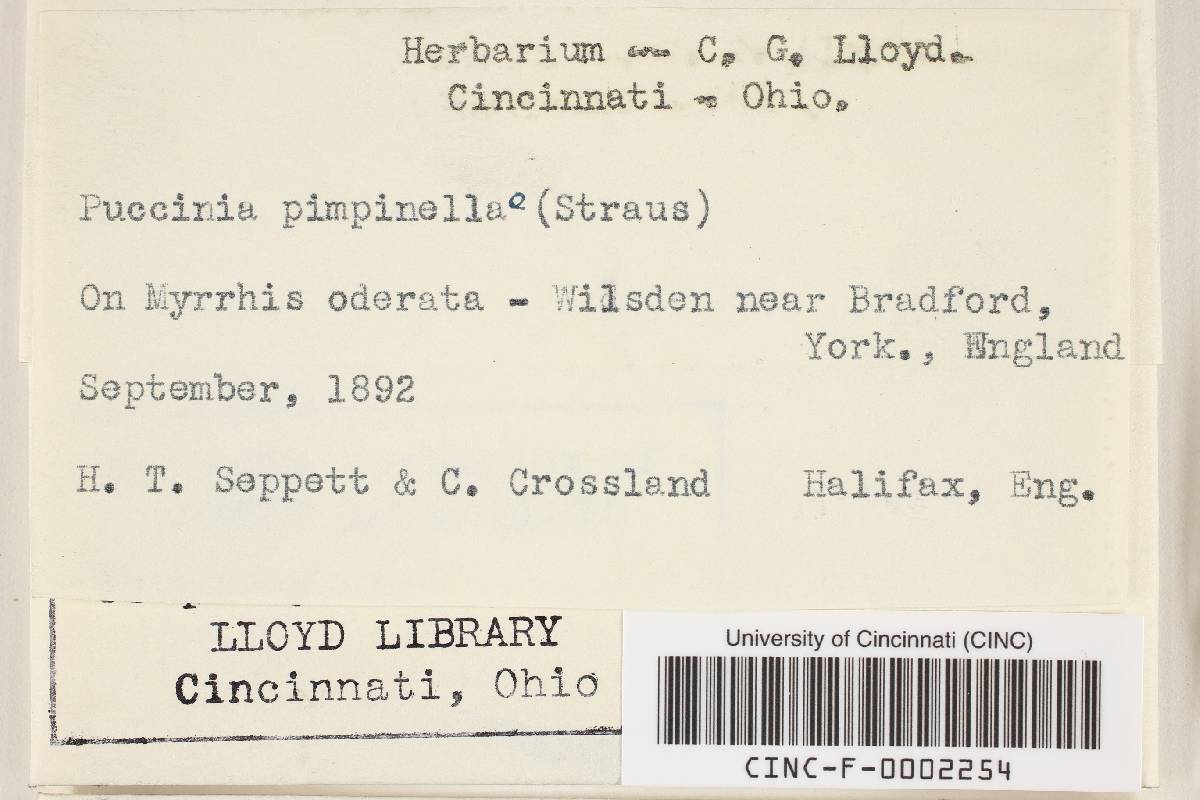 Herbarium - C. G. Lloyd.
Cincinnati - Ohio.
Puccinia pimpinellae (Straus)
On Myrrhis oderata - Wilsden near Bradford,
York., England
September, 1892
H. T. Seppett & C. Crossland Halifax, Eng.
LLOYD LIBRARY
Cincinnati, Ohio
University of Cincinnati (CINC)
CINC-F-0002254